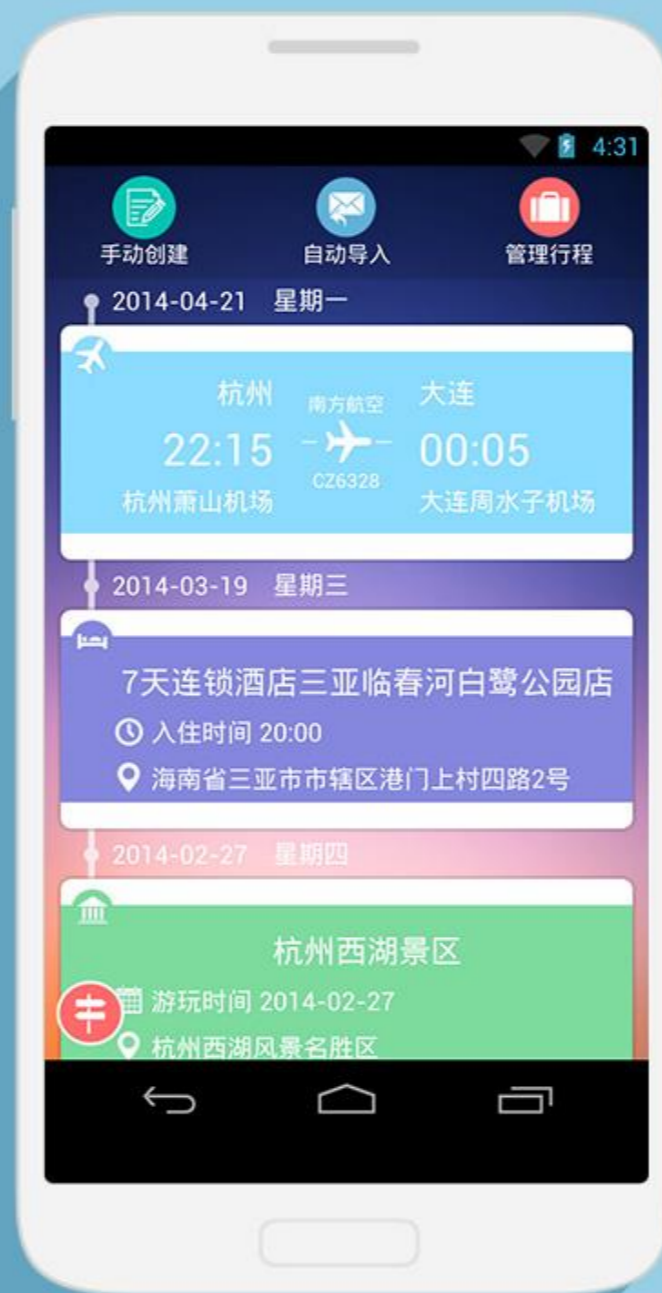 4:31
手动创建 自动导入 管理行程
2014-04-21 星期一
杭州 南方航空 大连
22:15 00:05
CZ6328
杭州萧山机场 大连周水子机场
2014-03-19 星期三
7天连锁酒店三亚临春河白鹭公园店
入住时间 20:00
海南省三亚市市辖区港门上村四路2号
2014-02-27 星期四
杭州西湖景区
游玩时间 2014-02-27
杭州西湖风景名胜区